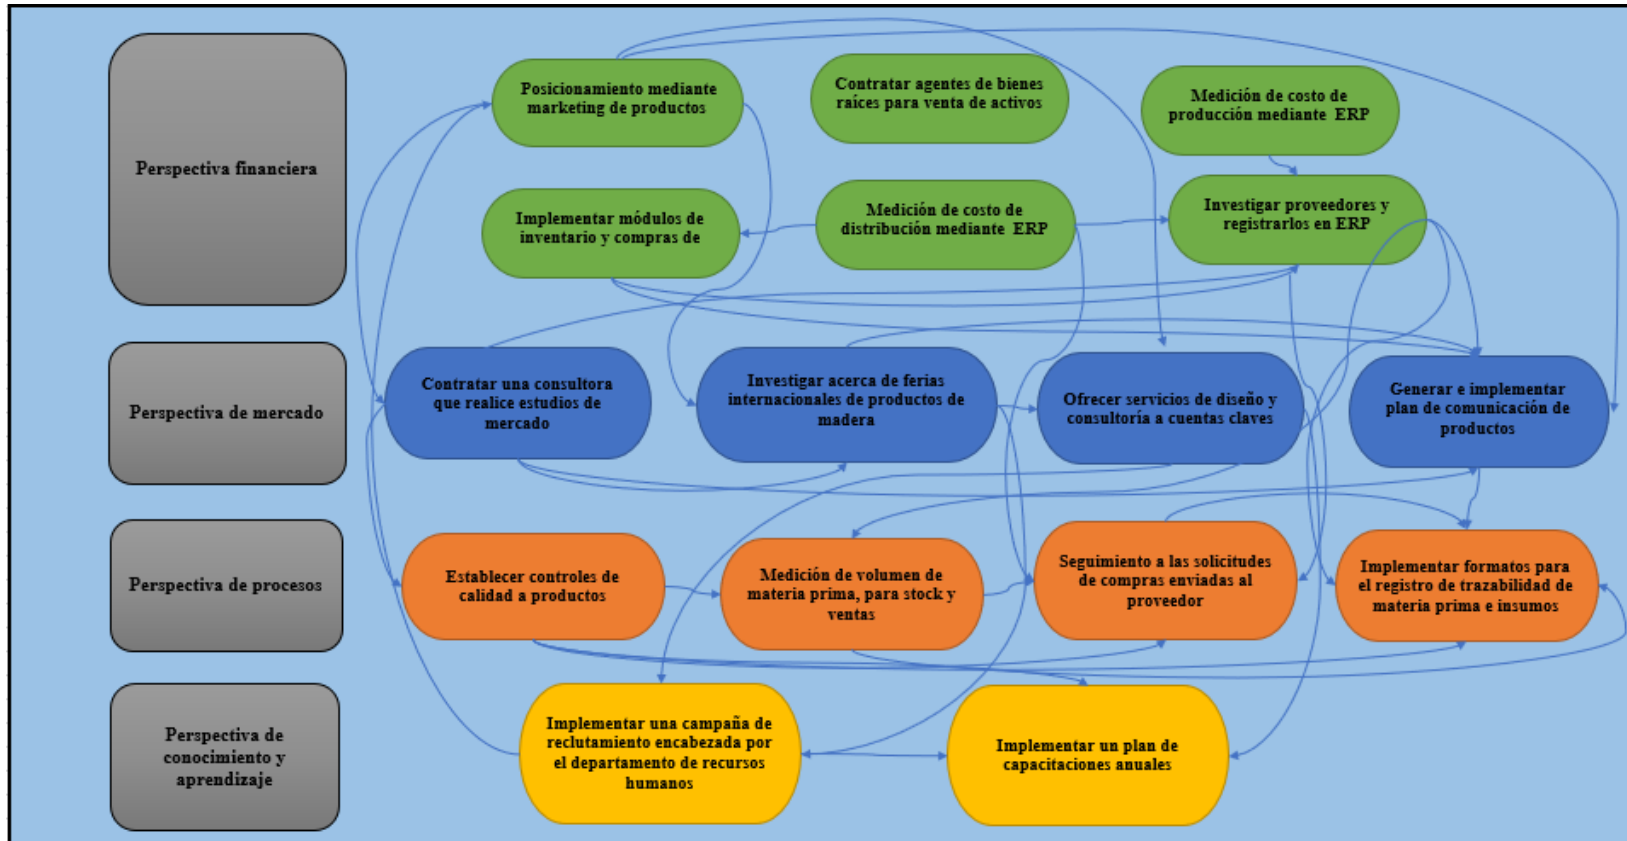 Perspectiva financiera
Posicionamiento mediante
marketing de productos
Contratar agentes de bienes
raíces para venta de activos
Medición de costo de
producción mediante ERP
Implementar módulos de
inventario y compras de
Medición de costo de
distribución mediante ERP
Investigar proveedores y
registrarlos en ERP
Perspectiva de mercado
Contratar una consultora
que realice estudios de
mercado
Investigar acerca de ferias
internacionales de productos de
madera
Ofrecer servicios de diseño y
consultoría a cuentas claves
Generar e implementar
plan de comunicación de
productos
Perspectiva de procesos
Establecer controles de
calidad a productos
Medición de volumen de
materia prima, para stock y
ventas
Seguimiento a las solicitudes
de compras enviadas al
proveedor
Implementar formatos para
el registro de trazabilidad de
materia prima e insumos
Perspectiva de
conocimiento y
aprendizaje
Implementar una campaña de
reclutamiento encabezada por
el departamento de recursos
humanos
Implementar un plan de
capacitaciones anuales